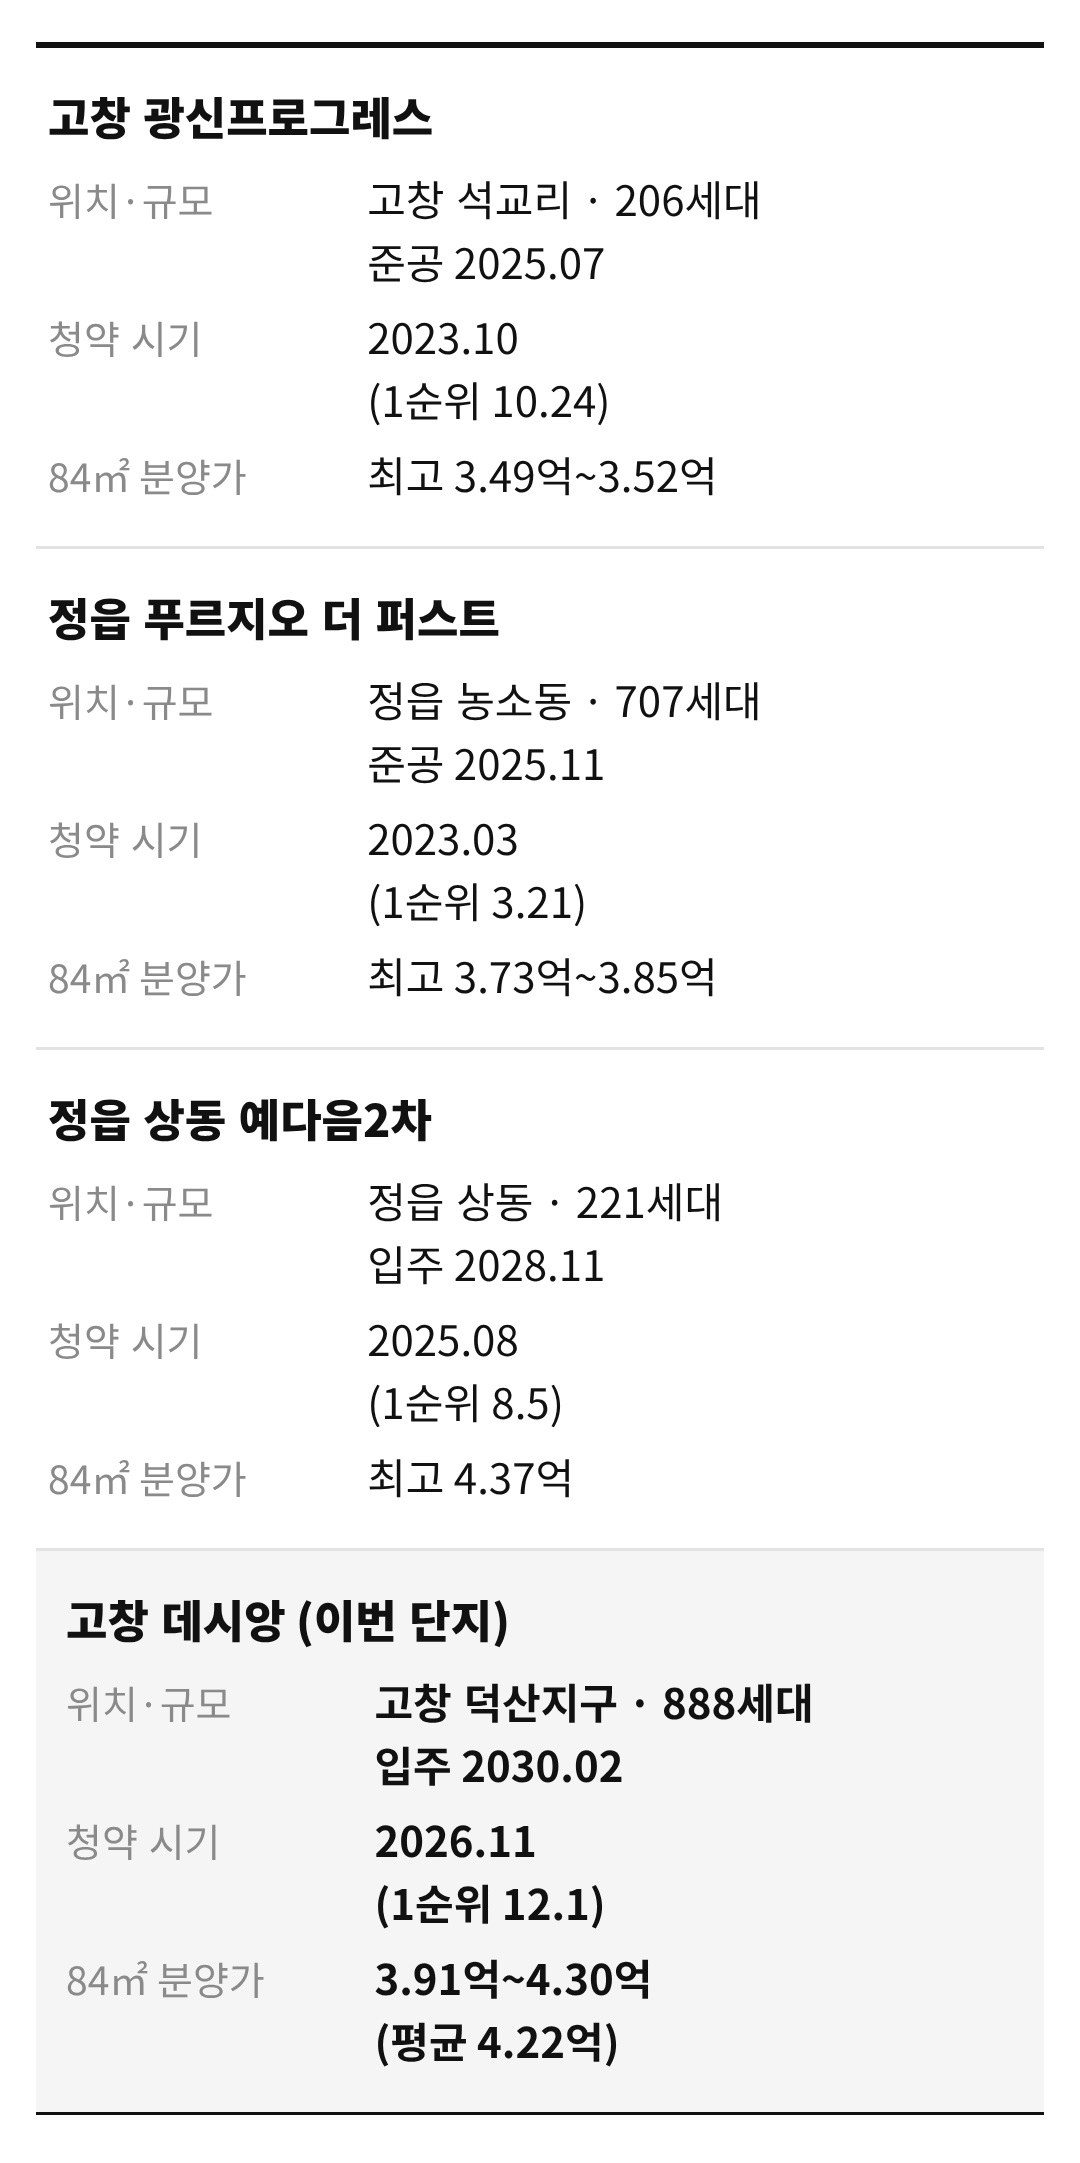 고창 광신프로그레스
위치·규모 고창 석교리 · 206세대
준공 2025.07
청약 시기 2023.10
(1순위 10.24)
84㎡ 분양가 최고 3.49억~3.52억
정읍 푸르지오 더 퍼스트
위치·규모 정읍 농소동 · 707세대
준공 2025.11
청약 시기 2023.03
(1순위 3.21)
84㎡ 분양가 최고 3.73억~3.85억
정읍 상동 예다음2차
위치·규모 정읍 상동 · 221세대
입주 2028.11
청약 시기 2025.08
(1순위 8.5)
84㎡ 분양가 최고 4.37억
고창 데시앙 (이번 단지)
위치·규모 고창 덕산지구 · 888세대
입주 2030.02
청약 시기 2026.11
(1순위 12.1)
84㎡ 분양가 3.91억~4.30억
(평균 4.22억)